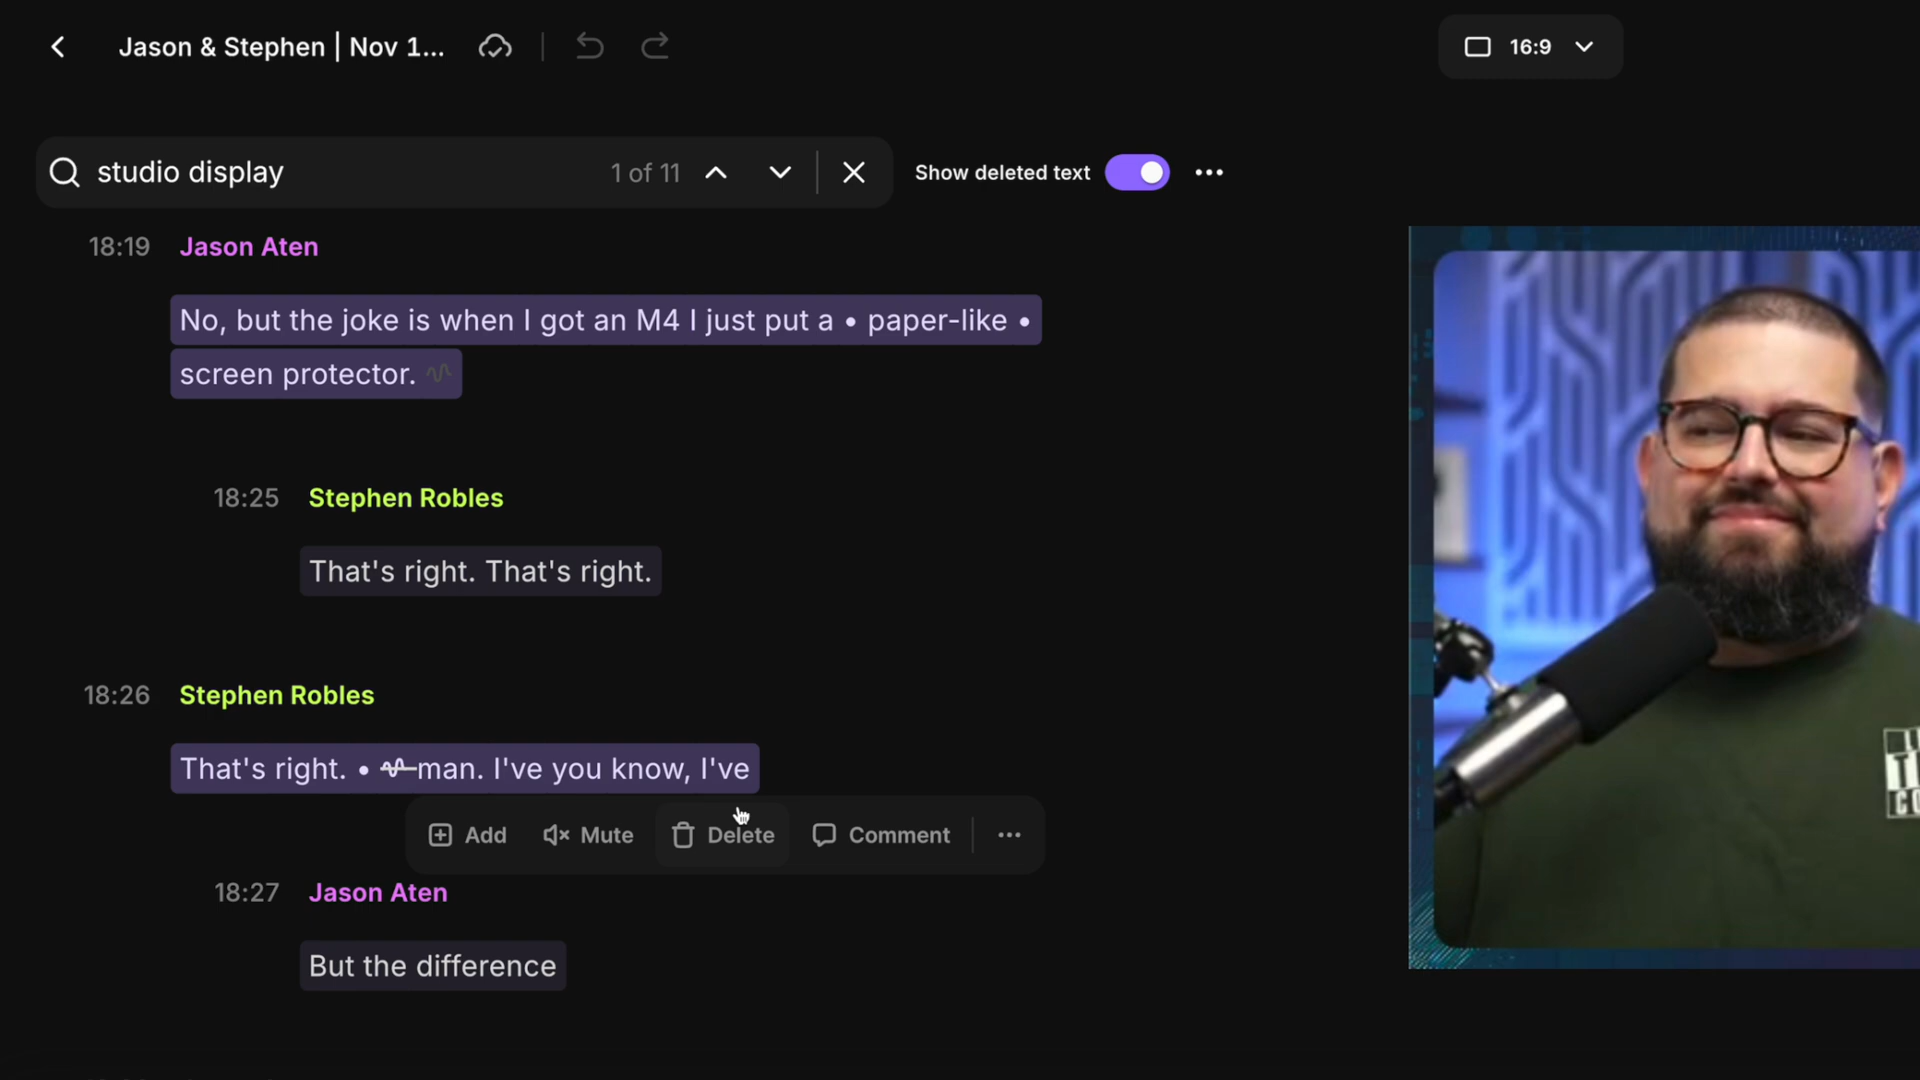 Jason & Stephen | Nov 1...
16:9
studio display
1 of 11
Show deleted text
18:19 Jason Aten
No, but the joke is when I got an M4 I just put a • paper-like •
screen protector.
18:25 Stephen Robles
That's right. That's right.
18:26 Stephen Robles
That's right. • man. I've you know, I've
Add Mute Delete Comment
18:27 Jason Aten
But the difference